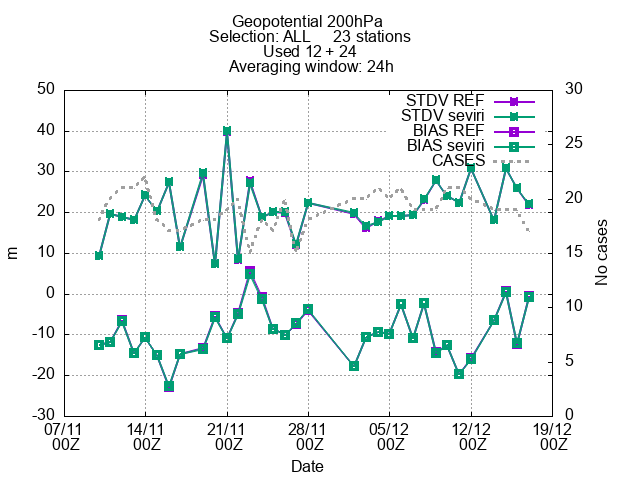 Geopotential 200hPa
Selection: ALL 23 stations
Used 12 + 24
Averaging window: 24h
STDV REF
STDV seviri
BIAS REF
BIAS seviri
CASES
50
40
30
20
10
0
-10
-20
-30
m
30
25
20
15
10
5
0
No cases
07/11 14/11 21/11 28/11 05/12 12/12 19/12
00Z 00Z 00Z 00Z 00Z 00Z 00Z
Date